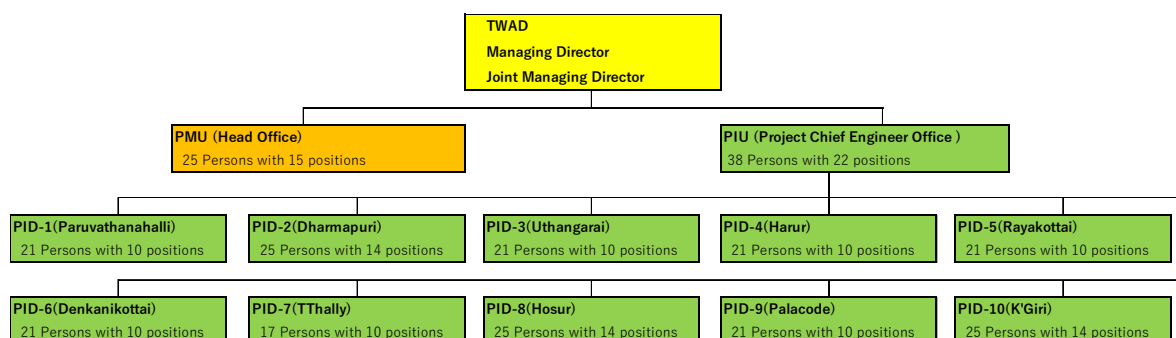 TWAD
Managing Director
Joint Managing Director
PMU (Head Office)
25 Persons with 15 positions
PIU (Project Chief Engineer Office )
38 Persons with 22 positions
PID-1(Paruvathanahalli)
21 Persons with 10 positions
PID-2(Dharmapuri)
25 Persons with 14 positions
PID-3(Uthangarai)
21 Persons with 10 positions
PID-4(Harur)
21 Persons with 10 positions
PID-5(Rayakottai)
21 Persons with 10 positions
PID-6(Denkanikottai)
21 Persons with 10 positions
PID-7(TThally)
17 Persons with 10 positions
PID-8(Hosur)
25 Persons with 14 positions
PID-9(Palacode)
21 Persons with 10 positions
PID-10(K'Giri)
25 Persons with 14 positions